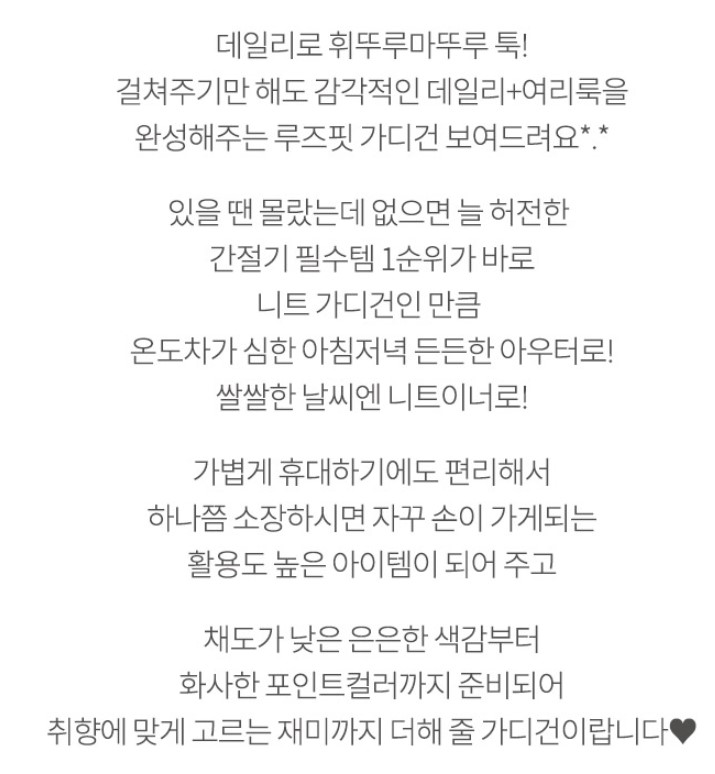 데일리로 휘뚜루마뚜루 툭!
걸쳐주기만 해도 감각적인 데일리+여리룩을
완성해주는 루즈핏 가디건 보여드려요*.*
있을 땐 몰랐는데 없으면 늘 허전한
간절기 필수템 1순위가 바로
니트 가디건인 만큼
온도차가 심한 아침저녁 든든한 아우터로!
쌀쌀한 날씨엔 니트이너로!
가볍게 휴대하기에도 편리해서
하나쯤 소장하시면 자꾸 손이 가게되는
활용도 높은 아이템이 되어 주고
채도가 낮은 은은한 색감부터
화사한 포인트컬러까지 준비되어
취향에 맞게 고르는 재미까지 더해 줄 가디건이랍니다♥